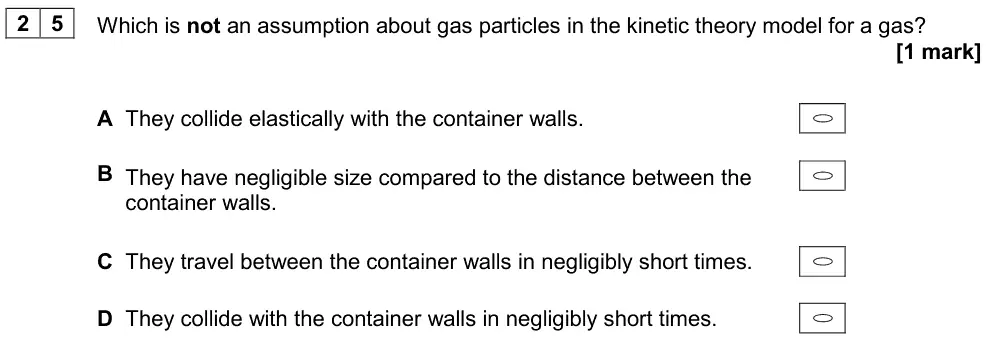 2 5 Which is not an assumption about gas particles in the kinetic theory model for a gas?
[1 mark]
A They collide elastically with the container walls.
B They have negligible size compared to the distance between the
container walls.
C They travel between the container walls in negligibly short times.
D They collide with the container walls in negligibly short times.